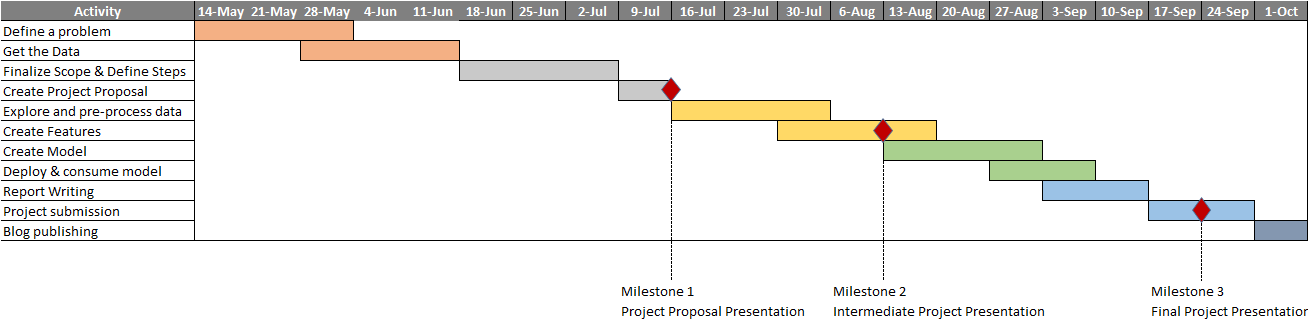 Activity 14-May 21-May 28-May 4-Jun 11-Jun 18-Jun 25-Jun 2-Jul 9-Jul 16-Jul 23-Jul 30-Jul 6-Aug 13-Aug 20-Aug 27-Aug 3-Sep 10-Sep 17-Sep 24-Sep 1-Oct
Define a problem
Get the Data
Finalize Scope & Define Steps
Create Project Proposal
Explore and pre-process data
Create Features
Create Model
Deploy & consume model
Report Writing
Project submission
Blog publishing
Milestone 1 Milestone 2 Milestone 3
Project Proposal Presentation Intermediate Project Presentation Final Project Presentation